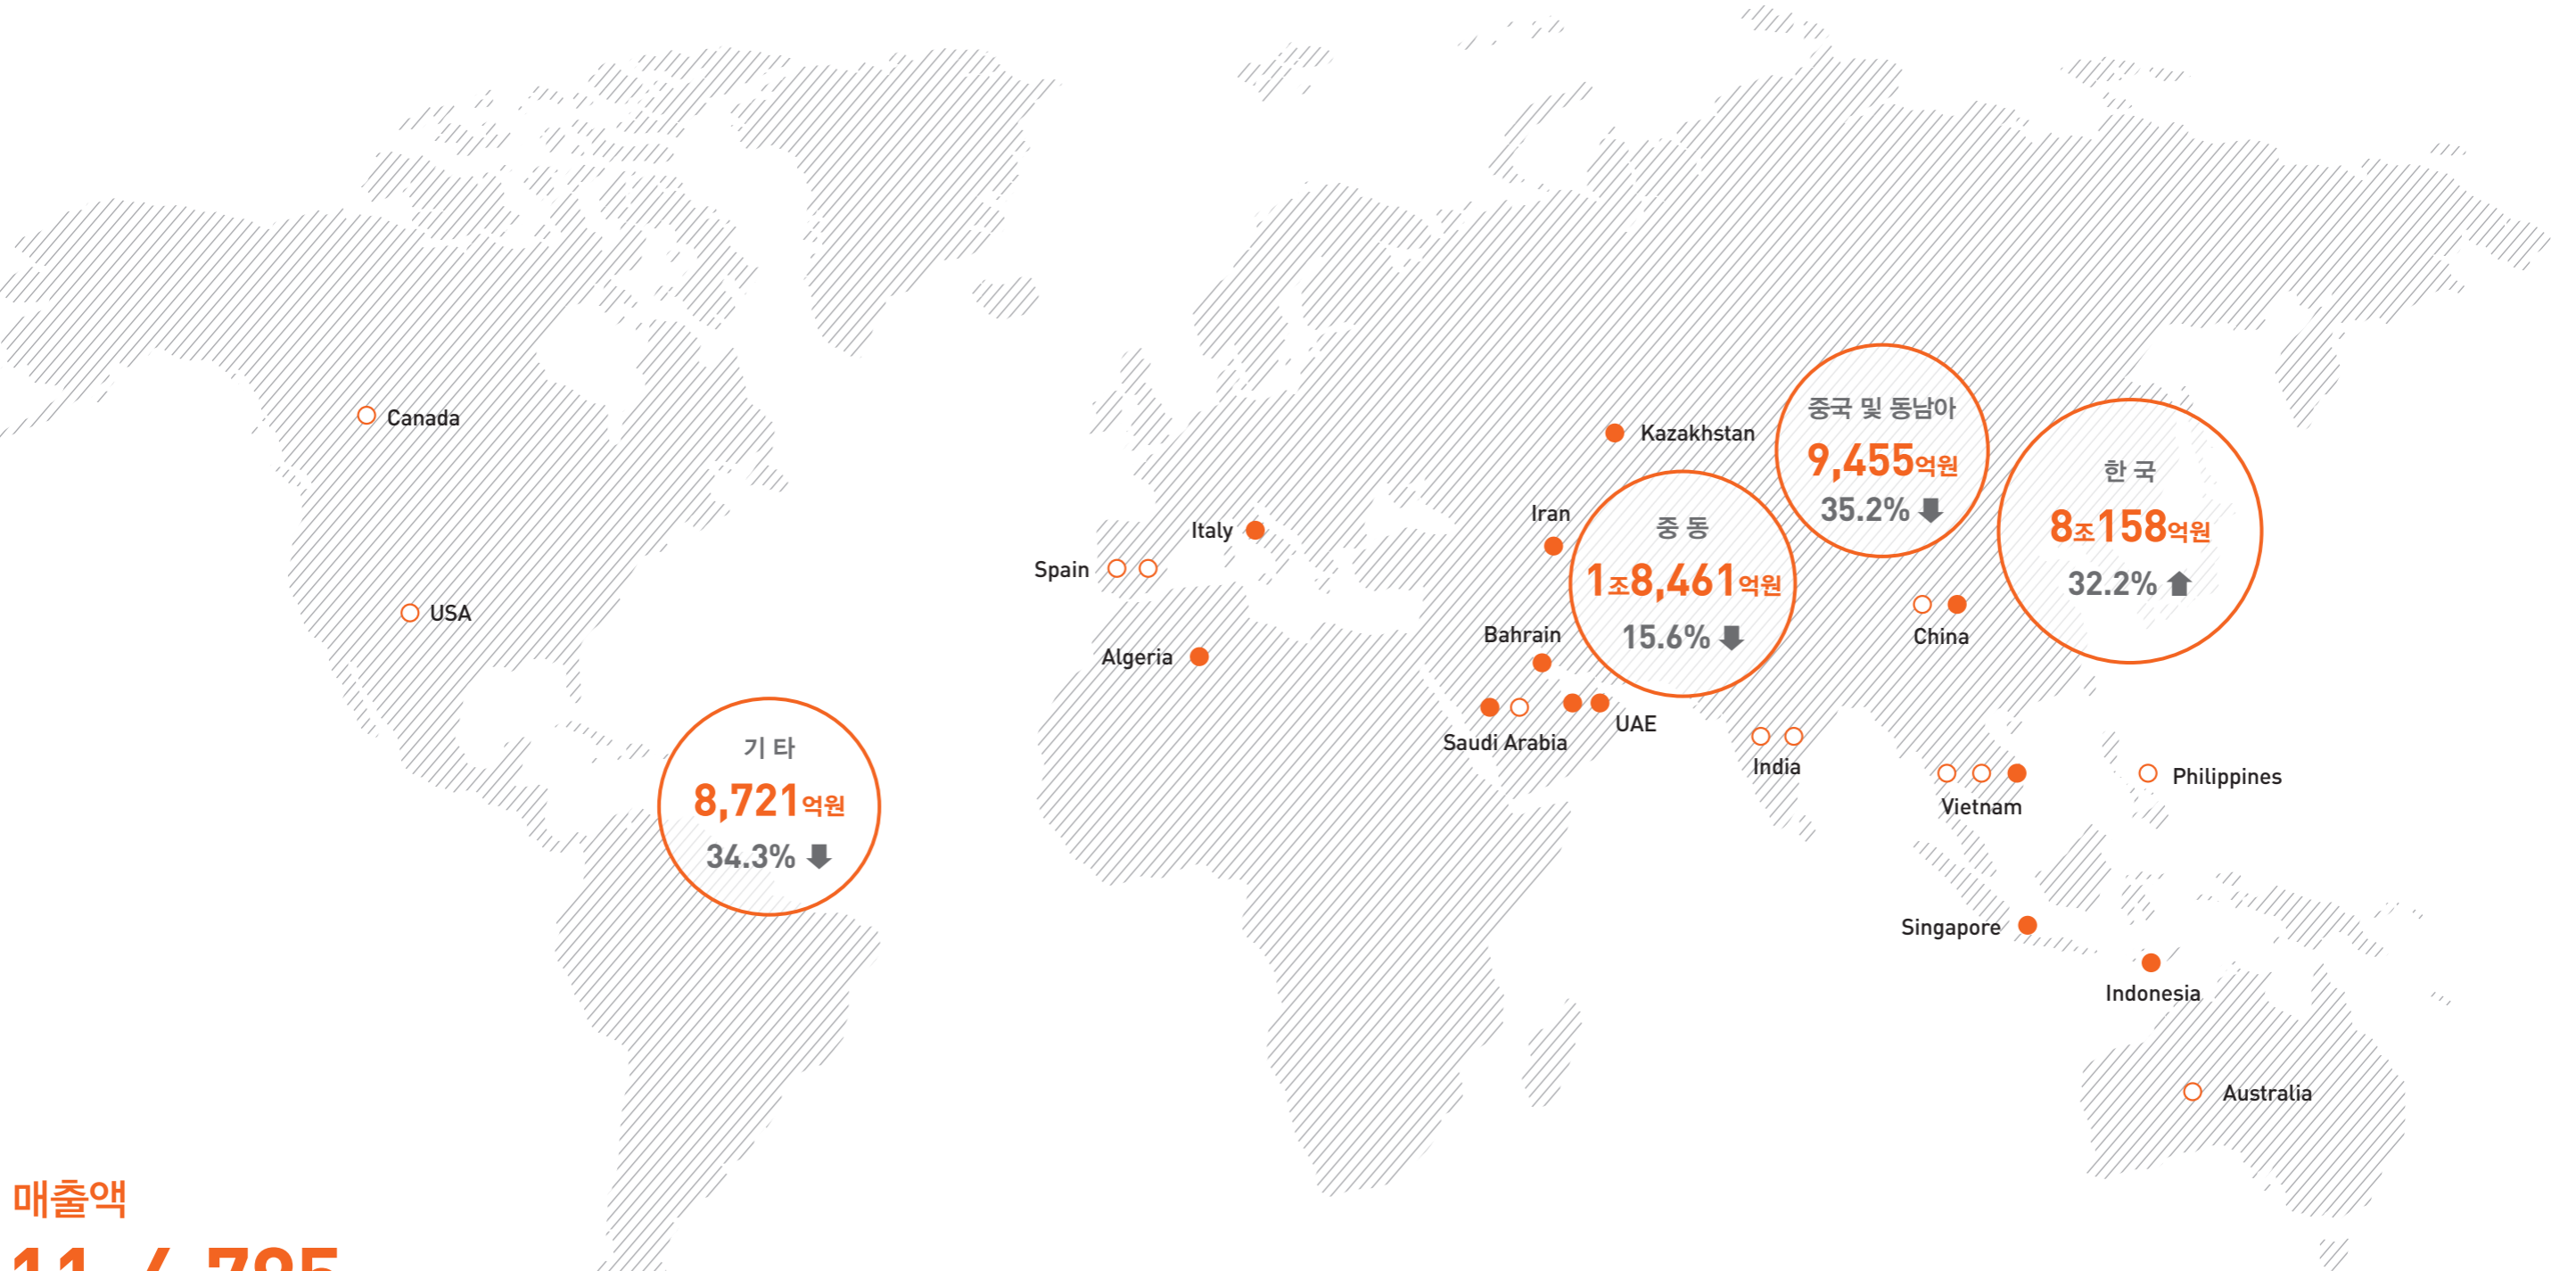 Canada
USA
기 타
8,721억원
34.3%
Spain
Italy
Algeria
Kazakhstan
Iran
Bahrain
Saudi Arabia
UAE
중 동
1조8,461억원
15.6%
중국 및 동남아
9,455억원
35.2%
한 국
8조158억원
32.2%
China
India
Vietnam
Philippines
Singapore
Indonesia
Australia
매출액